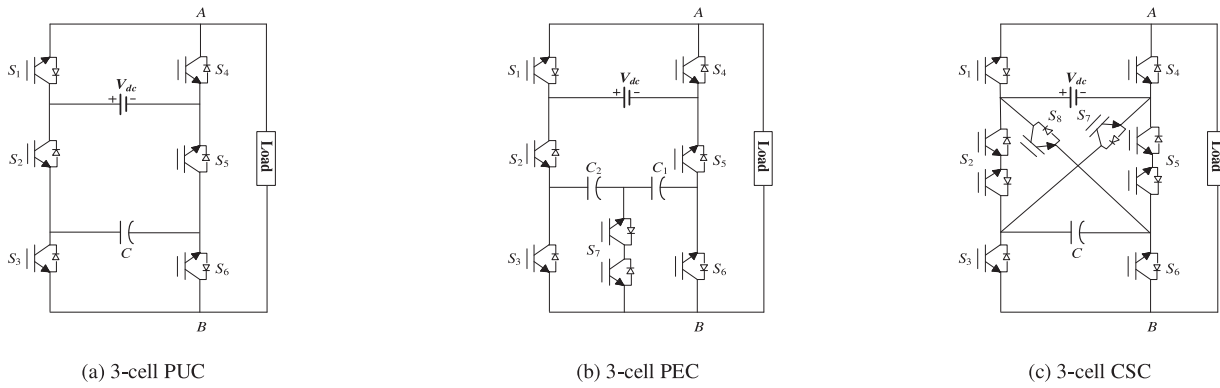 A
S1
S4
Vdc
+ −
S2
S5
Load
C
S3
S6
B
(a) 3-cell PUC
A
S1
S4
Vdc
+ −
S2
S5
Load
C2
C1
S7
S3
S6
B
(b) 3-cell PEC
A
S1
S4
Vdc
+ −
S8
S7
S2
S5
Load
C
S3
S6
B
(c) 3-cell CSC